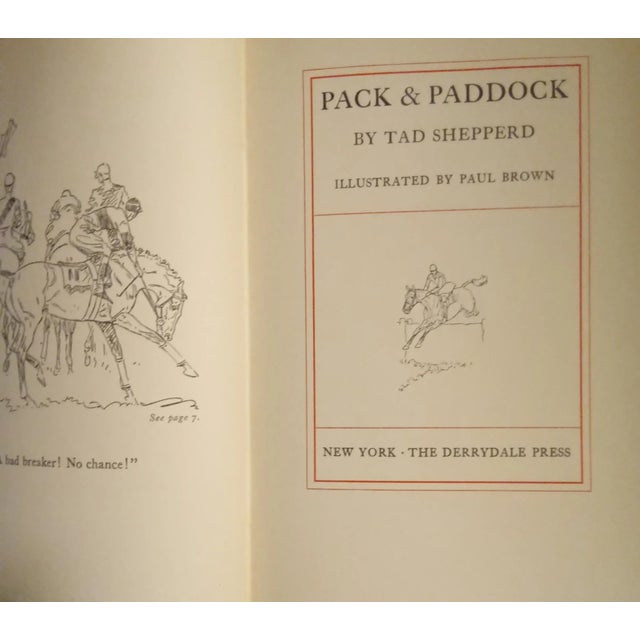 See page 7.
bad breaker! No chance!"
PACK & PADDOCK
BY TAD SHEPPERD
ILLUSTRATED BY PAUL BROWN
NEW YORK · THE DERRYDALE PRESS